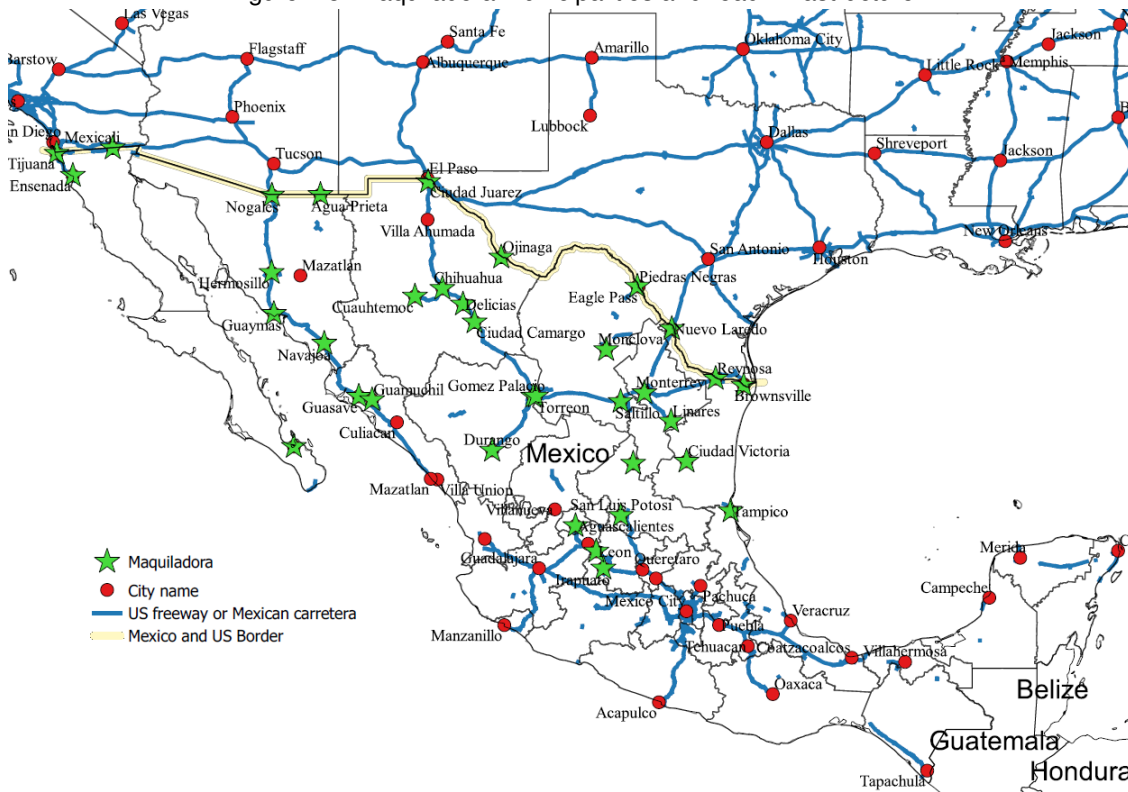 Las Vegas
Santa Fe
Flagstaff
Albuquerque
Amarillo
Oklahoma City
Jackson
Barstow
Little Rock
Memphis
Phoenix
Lubbock
Dallas
San Diego
Mexicali
Tijuana
Tucson
Shreveport
Jackson
Ensenada
El Paso
Ciudad Juarez
Nogales
Agua Prieta
Villa Ahumada
Ojinaga
San Antonio
Houston
New Orleans
Mazatlan
Hermosillo
Chihuahua
Piedras Negras
Eagle Pass
Cuauhtemoc
Delicias
Guaymas
Ciudad Camargo
Nuevo Laredo
Monclova
Navajoa
Guamuchil
Gomez Palacio
Monterrey
Reynosa
Brownsville
Guasave
Torreon
Saltillo
Linares
Culiacan
Durango
Mexico
Ciudad Victoria
Mazatlan
Villa Union
Villanueva
San Luis Potosi
Tampico
Aguascalientes
Leon
Guadalajara
Irapuato
Queretaro
Merida
Maquiladora
City name
US freeway or Mexican carretera
Mexico and US Border
Pachuca
Mexico City
Campeche
Manzanillo
Puebla
Veracruz
Tehuacan
Coatzacoalcos
Villahermosa
Oaxaca
Acapulco
Belize
Guatemala
Hondura
Tapachula